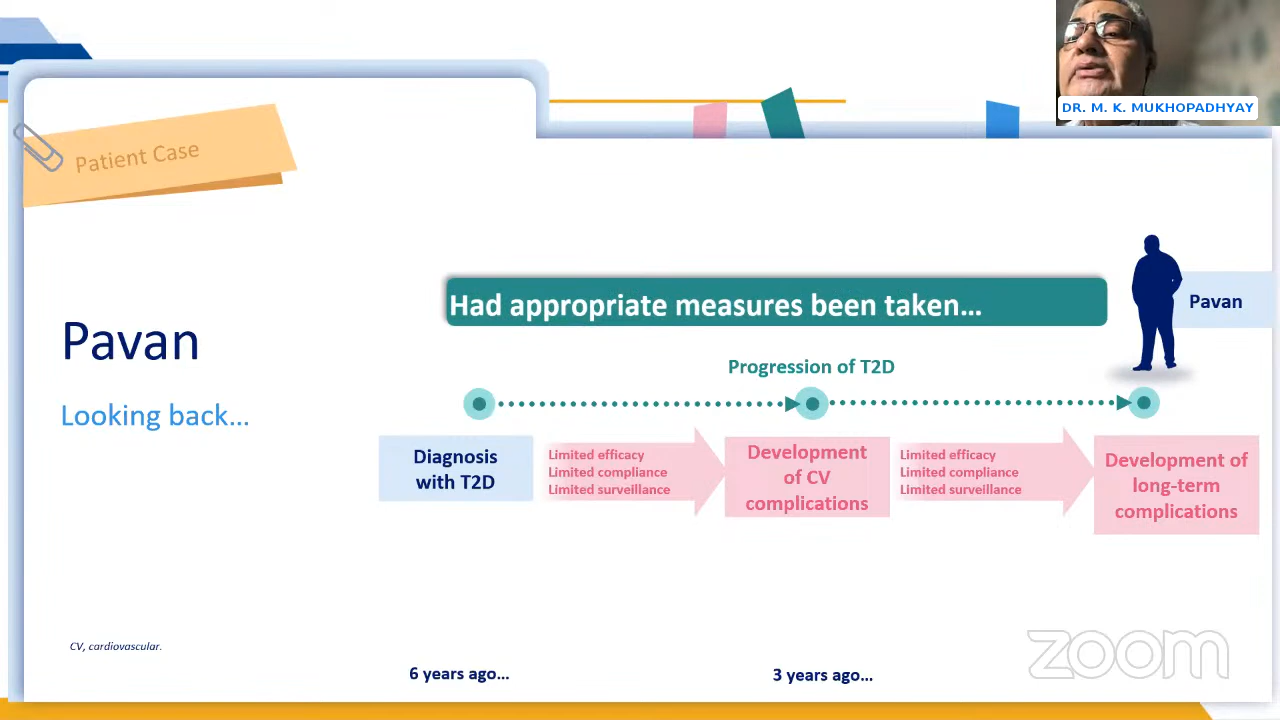 DR. M. K. MUKHOPADHYAY
Patient Case
Had appropriate measures been taken...
Pavan
Pavan
Looking back...
Progression of T2D
Diagnosis
with T2D
Limited efficacy
Limited compliance
Limited surveillance
Development
of CV
complications
Limited efficacy
Limited compliance
Limited surveillance
Development of
long-term
complications
CV, cardiovascular.
6 years ago...
3 years ago...
zoom